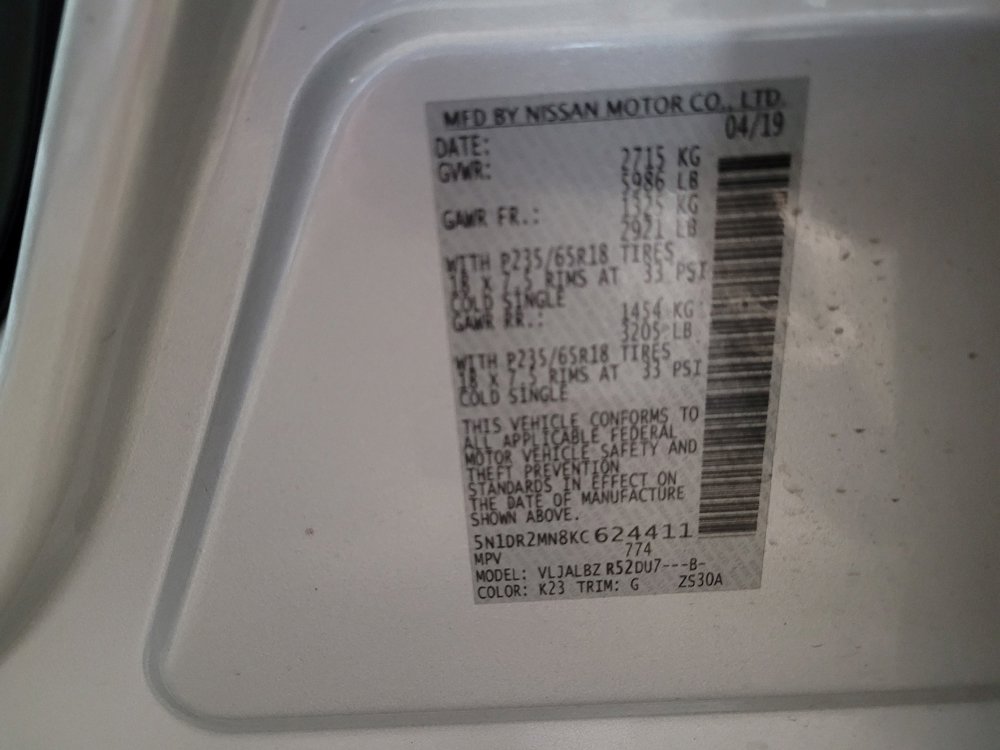 MFD BY NISSAN MOTOR CO., LTD.
DATE: 04/19
GVWR: 2715 KG
5986 LB
GAWR FR.: 1325 KG
2921 LB
WITH P235/65R18 TIRES
18 X 7.5 RIMS AT 33 PSI
COLD SINGLE
GAWR RR.: 1454 KG
3205 LB
WITH P235/65R18 TIRES
18 X 7.5 RIMS AT 33 PSI
COLD SINGLE
THIS VEHICLE CONFORMS TO
ALL APPLICABLE FEDERAL
MOTOR VEHICLE SAFETY AND
THEFT PREVENTION
STANDARDS IN EFFECT ON
THE DATE OF MANUFACTURE
SHOWN ABOVE.
5N1DR2MN8KC624411
MPV 774
MODEL: VLJALBZ R52DU7---B-
COLOR: K23 TRIM: G ZS30A